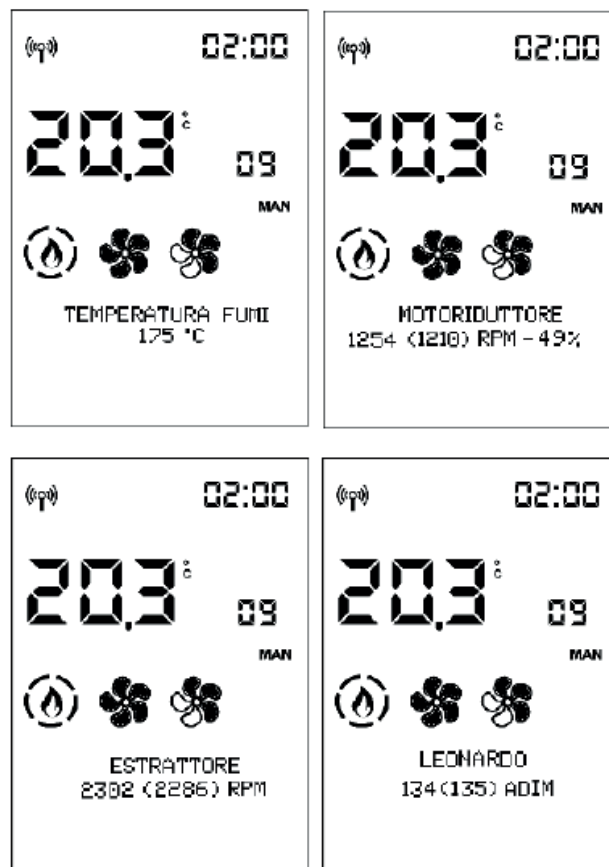 02:00
20.3 °C
09
MAN
TEMPERATURA FUMI
175 °C
02:00
20.3 °C
09
MAN
MOTORIDUTTORE
1254 (1210) RPM - 49%
02:00
20.3 °C
09
MAN
ESTRATTORE
2302 (2286) RPM
02:00
20.3 °C
09
MAN
LEONARDO
134(135) ADIM